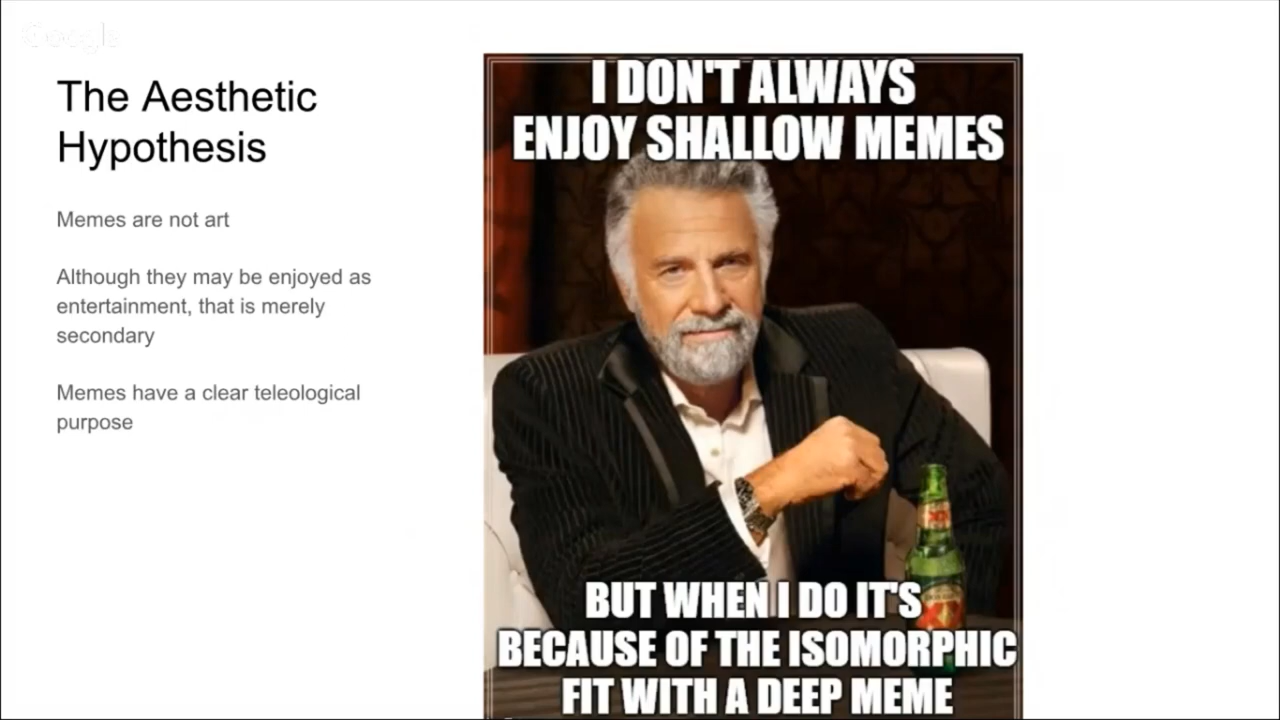 Google
The Aesthetic
Hypothesis
Memes are not art
Although they may be enjoyed as
entertainment, that is merely
secondary
Memes have a clear teleological
purpose
I DON'T ALWAYS
ENJOY SHALLOW MEMES
XX
BUT WHEN I DO IT'S
BECAUSE OF THE ISOMORPHIC
FIT WITH A DEEP MEME